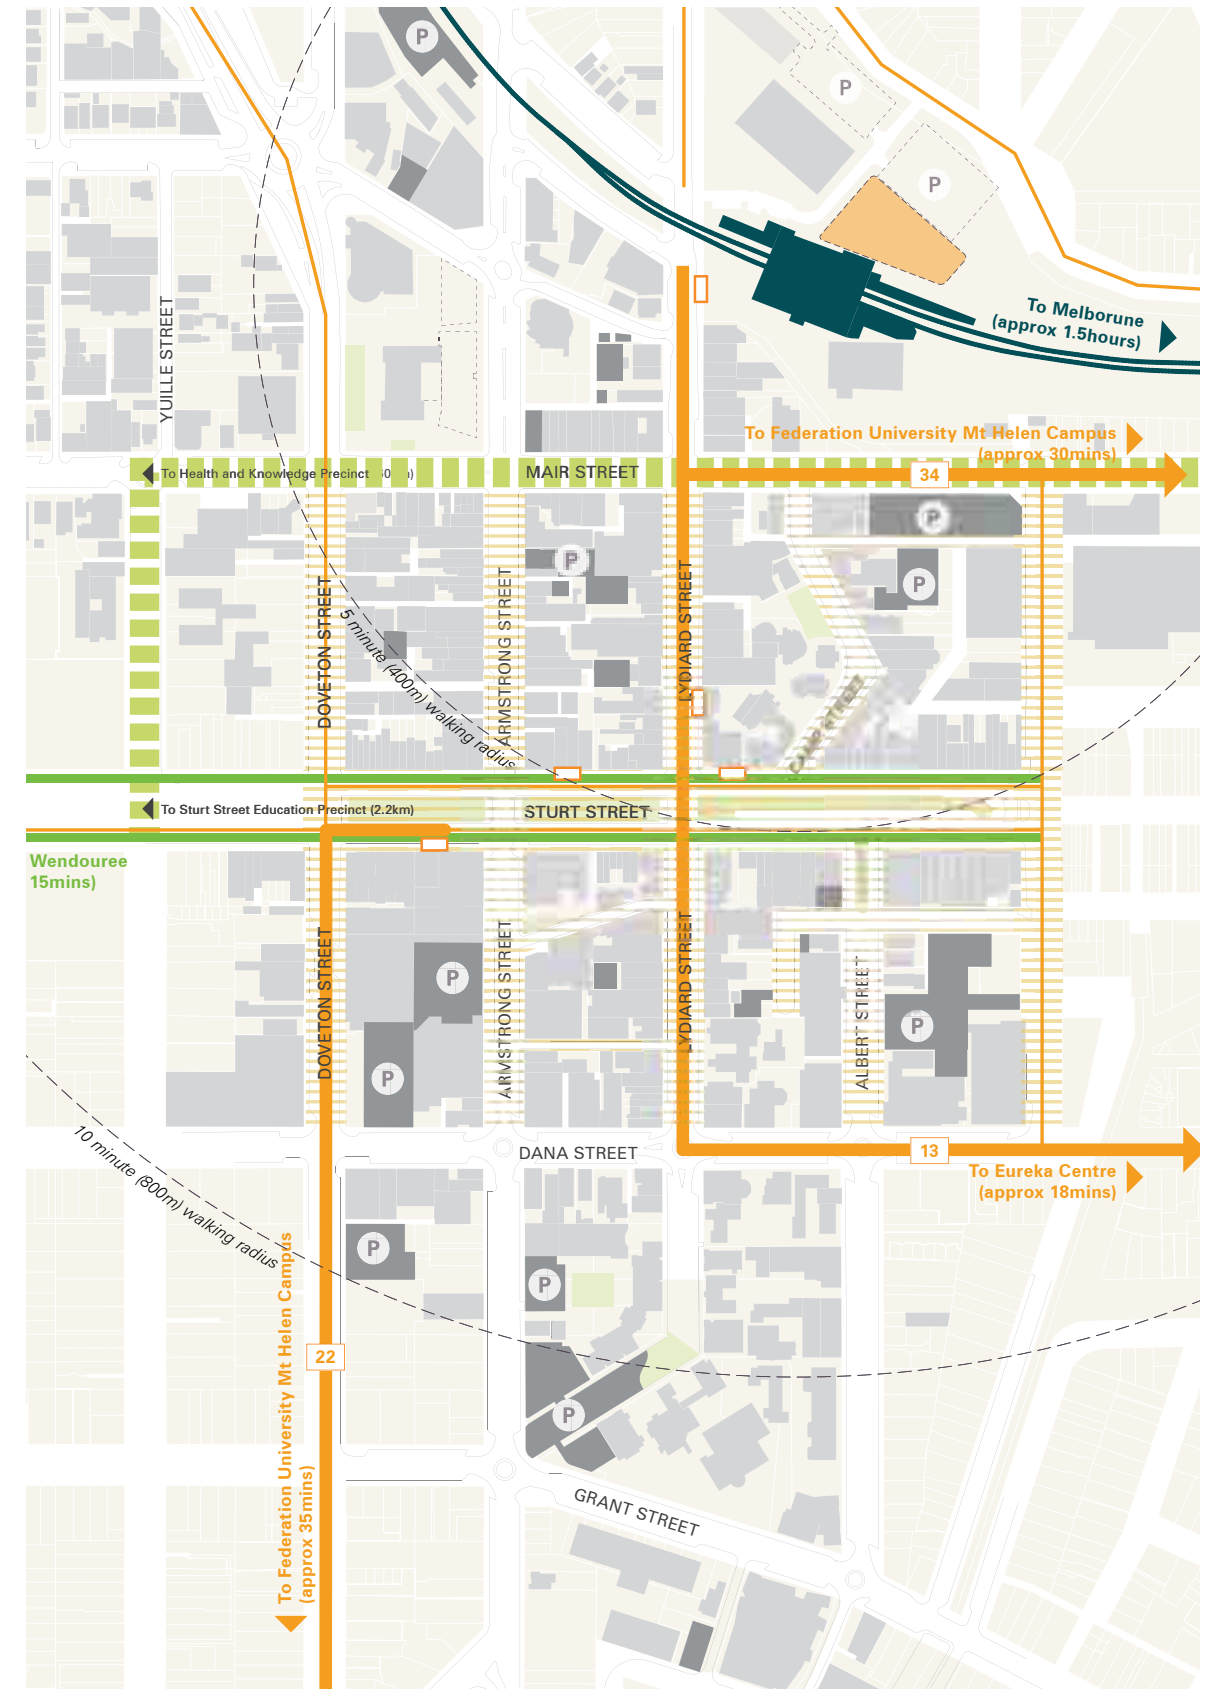 P
P
P
To Melborune
(approx 1.5hours)
YUILLE STREET
To Federation University Mt Helen Campus
(approx 30mins)
To Health and Knowledge Precinct
MAIR STREET
34
P
P
P
DOVETON STREET
ARMSTRONG STREET
LYDIARD STREET
5 minute (400m) walking radius
To Sturt Street Education Precinct (2.2km)
STURT STREET
Wendouree
15mins)
DOVETON STREET
ARMSTRONG STREET
LYDIARD STREET
ALBERT STREET
P
P
P
10 minute (800m) walking radius
DANA STREET
13
To Eureka Centre
(approx 18mins)
P
P
22
P
To Federation University Mt Helen Campus
(approx 35mins)
GRANT STREET